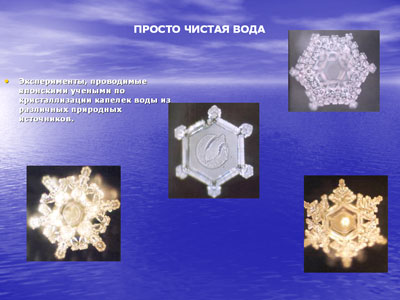 ПРОСТО ЧИСТАЯ ВОДА
Эксперименты, проводимые
японскими учеными по
кристаллизации капелек воды из
различных природных
источников.